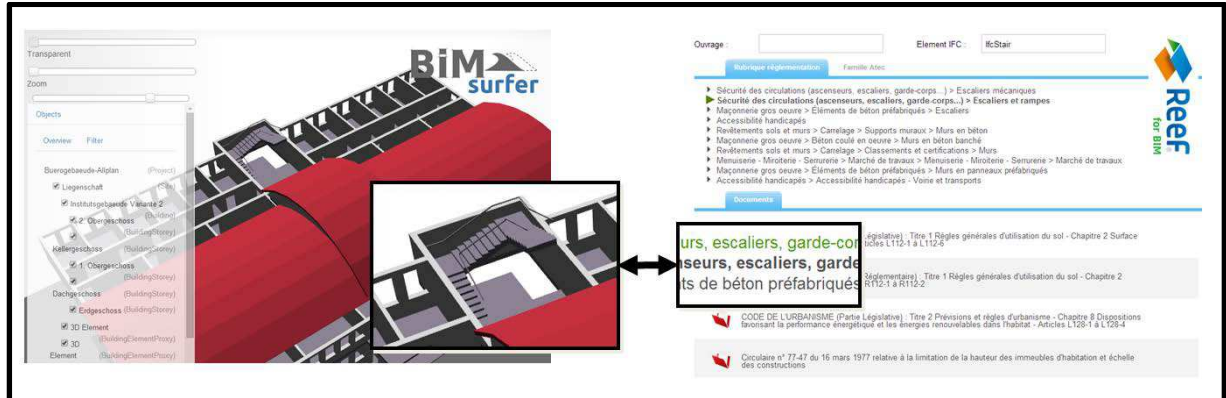 Transparent
Zoom
Objects
Overview Filter
Buerogebaeude-Allplan (Project)
Liegenschaft (Site)
Institutsgebaeude Variante 2
(Building)
2. Obergeschoss
(BuildingStorey)
Kellergeschoss (BuildingStorey)
1. Obergeschoss
(BuildingStorey)
Dachgeschoss (BuildingStorey)
Erdgeschoss (BuildingStorey)
3D Element
(BuildingElementProxy)
3D
Element (BuildingElementProxy)
BiM
surfer
Ouvrage : Element IFC : IfcStair
Rubrique réglementation Famille Atec
Sécurité des circulations (ascenseurs, escaliers, garde-corps...) > Escaliers mécaniques
Sécurité des circulations (ascenseurs, escaliers, garde-corps...) > Escaliers et rampes
Maçonnerie gros oeuvre > Éléments de béton préfabriqués > Escaliers
Accessibilité handicapés
Revêtements sols et murs > Carrelage > Supports muraux > Murs en béton
Maçonnerie gros oeuvre > Béton coulé en oeuvre > Murs en béton banché
Revêtements sols et murs > Carrelage > Classements et certifications > Murs
Menuiserie - Miroiterie - Serrurerie > Marché de travaux > Menuiserie - Miroiterie - Serrurerie > Marché de travaux
Maçonnerie gros oeuvre > Éléments de béton préfabriqués > Murs en panneaux préfabriqués
Accessibilité handicapés > Accessibilité handicapés - Voirie et transports
Reef
for BIM
Documents
urs, escaliers, garde-cor
nseurs, escaliers, garde
ts de béton préfabriqués
Législative) : Titre 1 Règles générales d'utilisation du sol - Chapitre 2 Surface
ticles L112-1 à L112-6
Réglementaire) : Titre 1 Règles générales d'utilisation du sol - Chapitre 2
R112-1 à R112-2
CODE DE L'URBANISME (Partie Législative) : Titre 2 Prévisions et règles d'urbanisme - Chapitre 8 Dispositions
favorisant la performance énergétique et les énergies renouvelables dans l'habitat - Articles L128-1 à L128-4
Circulaire n° 77-47 du 16 mars 1977 relative à la limitation de la hauteur des immeubles d'habitation et échelle
des constructions